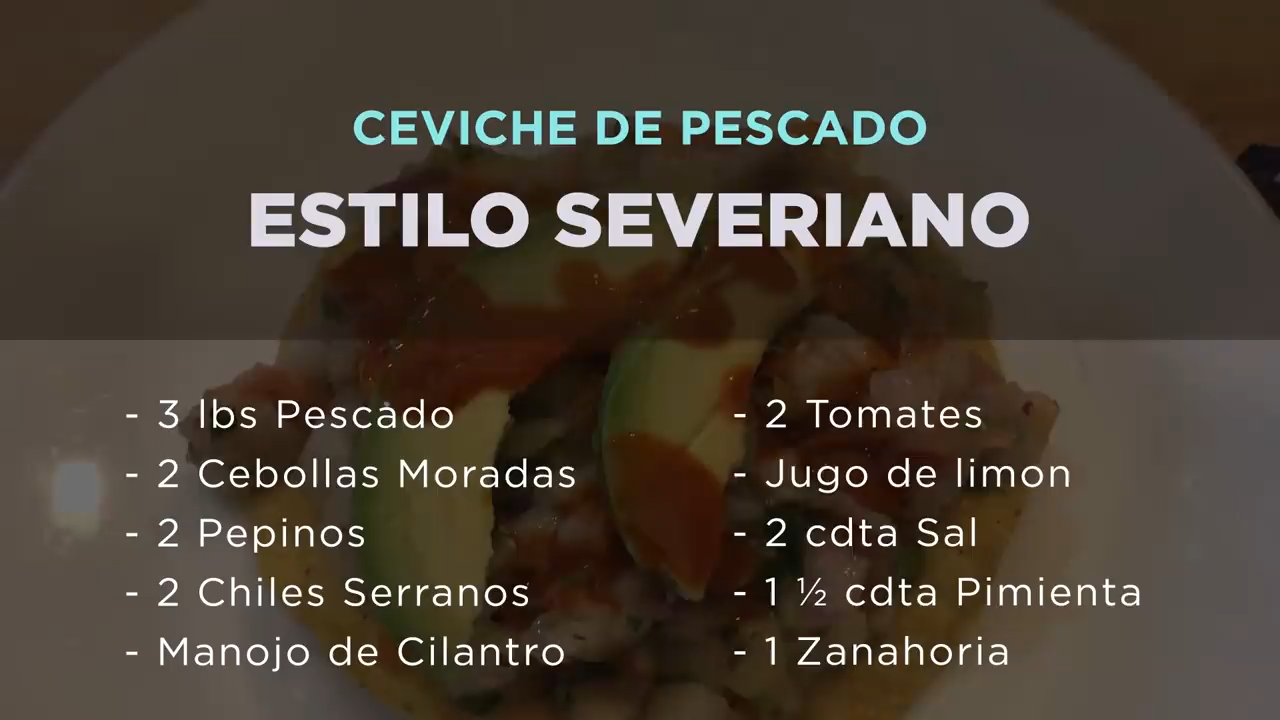 CEVICHE DE PESCADO
ESTILO SEVERIANO
- 3 lbs Pescado
- 2 Cebollas Moradas
- 2 Pepinos
- 2 Chiles Serranos
- Manojo de Cilantro
- 2 Tomates
- Jugo de limon
- 2 cdta Sal
- 1 ½ cdta Pimienta
- 1 Zanahoria